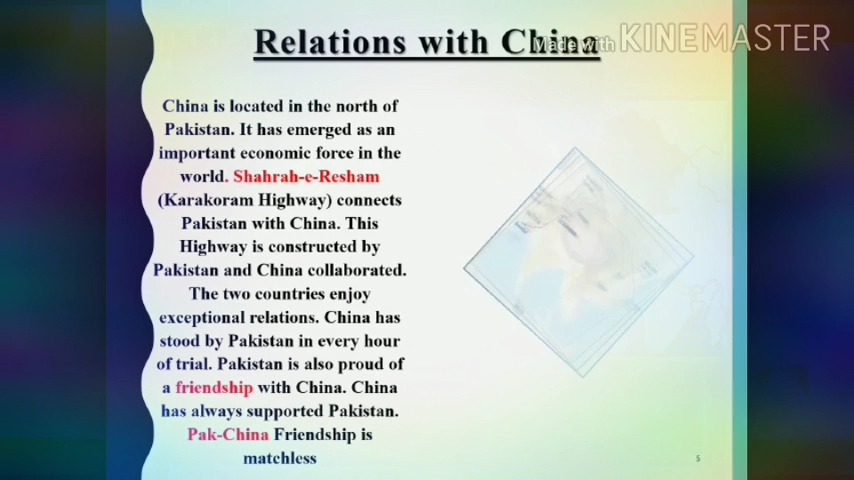 Relations with China
Made with KINEMASTER
China is located in the north of
Pakistan. It has emerged as an
important economic force in the
world. Shahrah-e-Resham
(Karakoram Highway) connects
Pakistan with China. This
Highway is constructed by
Pakistan and China collaborated.
The two countries enjoy
exceptional relations. China has
stood by Pakistan in every hour
of trial. Pakistan is also proud of
a friendship with China. China
has always supported Pakistan.
Pak-China Friendship is
matchless
5